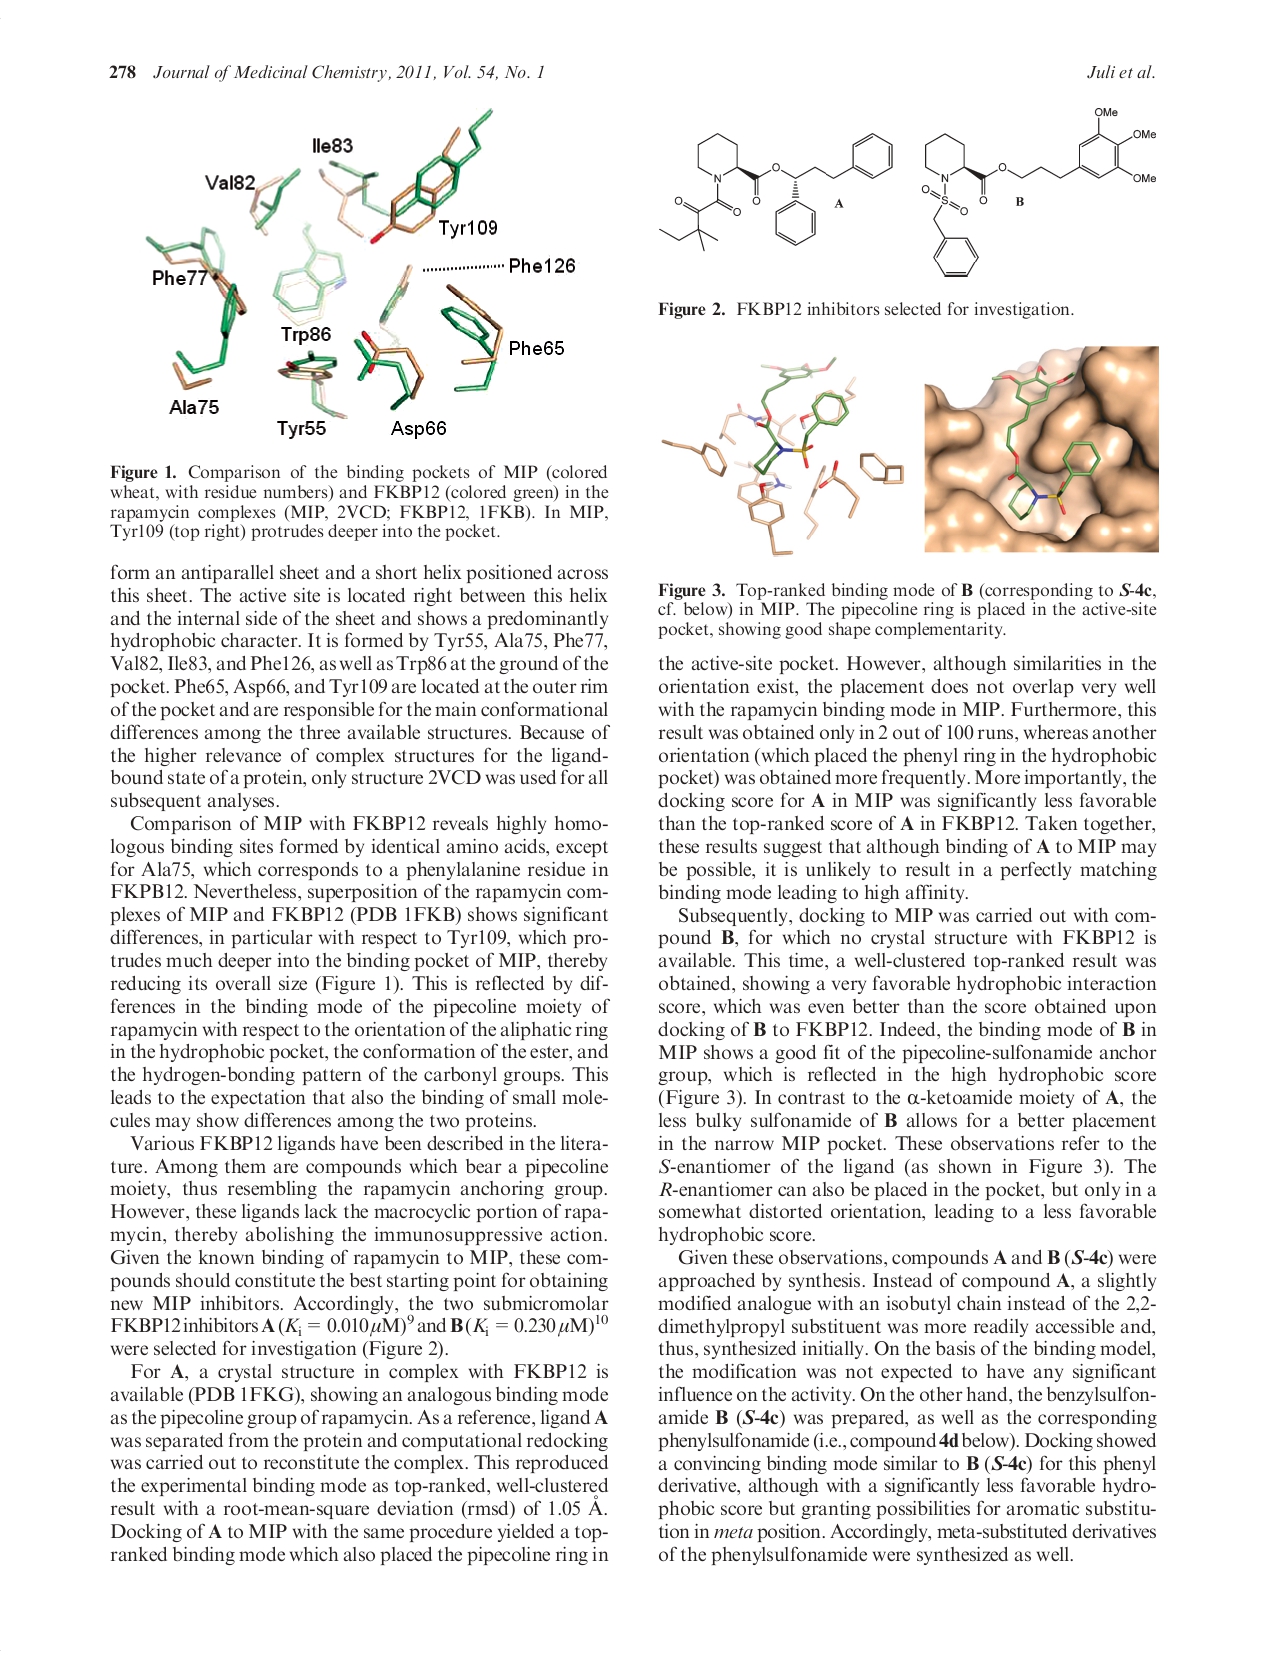 278 Journal of Medicinal Chemistry, 2011, Vol. 54, No. 1
Juli et al.
Ile83
Val82
Tyr109
Phe126
Phe77
Trp86
Phe65
Ala75
Tyr55
Asp66
Figure 1. Comparison of the binding pockets of MIP (colored
wheat, with residue numbers) and FKBP12 (colored green) in the
rapamycin complexes (MIP, 2VCD; FKBP12, 1FKB). In MIP,
Tyr109 (top right) protrudes deeper into the pocket.
form an antiparallel sheet and a short helix positioned across
this sheet. The active site is located right between this helix
and the internal side of the sheet and shows a predominantly
hydrophobic character. It is formed by Tyr55, Ala75, Phe77,
Val82, Ile83, and Phe126, as well as Trp86 at the ground of the
pocket. Phe65, Asp66, and Tyr109 are located at the outer rim
of the pocket and are responsible for the main conformational
differences among the three available structures. Because of
the higher relevance of complex structures for the ligand-
bound state of a protein, only structure 2VCD was used for all
subsequent analyses.
Comparison of MIP with FKBP12 reveals highly homo-
logous binding sites formed by identical amino acids, except
for Ala75, which corresponds to a phenylalanine residue in
FKPB12. Nevertheless, superposition of the rapamycin com-
plexes of MIP and FKBP12 (PDB 1FKB) shows significant
differences, in particular with respect to Tyr109, which pro-
trudes much deeper into the binding pocket of MIP, thereby
reducing its overall size (Figure 1). This is reflected by dif-
ferences in the binding mode of the pipecoline moiety of
rapamycin with respect to the orientation of the aliphatic ring
in the hydrophobic pocket, the conformation of the ester, and
the hydrogen-bonding pattern of the carbonyl groups. This
leads to the expectation that also the binding of small mole-
cules may show differences among the two proteins.
Various FKBP12 ligands have been described in the litera-
ture. Among them are compounds which bear a pipecoline
moiety, thus resembling the rapamycin anchoring group.
However, these ligands lack the macrocyclic portion of rapa-
mycin, thereby abolishing the immunosuppressive action.
Given the known binding of rapamycin to MIP, these com-
pounds should constitute the best starting point for obtaining
new MIP inhibitors. Accordingly, the two submicromolar
FKBP12 inhibitors A (Ki = 0.010 μM)9 and B (Ki = 0.230 μM)10
were selected for investigation (Figure 2).
For A, a crystal structure in complex with FKBP12 is
available (PDB 1FKG), showing an analogous binding mode
as the pipecoline group of rapamycin. As a reference, ligand A
was separated from the protein and computational redocking
was carried out to reconstitute the complex. This reproduced
the experimental binding mode as top-ranked, well-clustered
result with a root-mean-square deviation (rmsd) of 1.05 Å.
Docking of A to MIP with the same procedure yielded a top-
ranked binding mode which also placed the pipecoline ring in
N
O
O
O
O
A
OMe
OMe
OMe
N
O
O
O
S
O
B
Figure 2. FKBP12 inhibitors selected for investigation.
Figure 3. Top-ranked binding mode of B (corresponding to S-4c,
cf. below) in MIP. The pipecoline ring is placed in the active-site
pocket, showing good shape complementarity.
the active-site pocket. However, although similarities in the
orientation exist, the placement does not overlap very well
with the rapamycin binding mode in MIP. Furthermore, this
result was obtained only in 2 out of 100 runs, whereas another
orientation (which placed the phenyl ring in the hydrophobic
pocket) was obtained more frequently. More importantly, the
docking score for A in MIP was significantly less favorable
than the top-ranked score of A in FKBP12. Taken together,
these results suggest that although binding of A to MIP may
be possible, it is unlikely to result in a perfectly matching
binding mode leading to high affinity.
Subsequently, docking to MIP was carried out with com-
pound B, for which no crystal structure with FKBP12 is
available. This time, a well-clustered top-ranked result was
obtained, showing a very favorable hydrophobic interaction
score, which was even better than the score obtained upon
docking of B to FKBP12. Indeed, the binding mode of B in
MIP shows a good fit of the pipecoline-sulfonamide anchor
group, which is reflected in the high hydrophobic score
(Figure 3). In contrast to the α-ketoamide moiety of A, the
less bulky sulfonamide of B allows for a better placement
in the narrow MIP pocket. These observations refer to the
S-enantiomer of the ligand (as shown in Figure 3). The
R-enantiomer can also be placed in the pocket, but only in a
somewhat distorted orientation, leading to a less favorable
hydrophobic score.
Given these observations, compounds A and B (S-4c) were
approached by synthesis. Instead of compound A, a slightly
modified analogue with an isobutyl chain instead of the 2,2-
dimethylpropyl substituent was more readily accessible and,
thus, synthesized initially. On the basis of the binding model,
the modification was not expected to have any significant
influence on the activity. On the other hand, the benzylsulfon-
amide B (S-4c) was prepared, as well as the corresponding
phenylsulfonamide (i.e., compound 4d below). Docking showed
a convincing binding mode similar to B (S-4c) for this phenyl
derivative, although with a significantly less favorable hydro-
phobic score but granting possibilities for aromatic substitu-
tion in meta position. Accordingly, meta-substituted derivatives
of the phenylsulfonamide were synthesized as well.